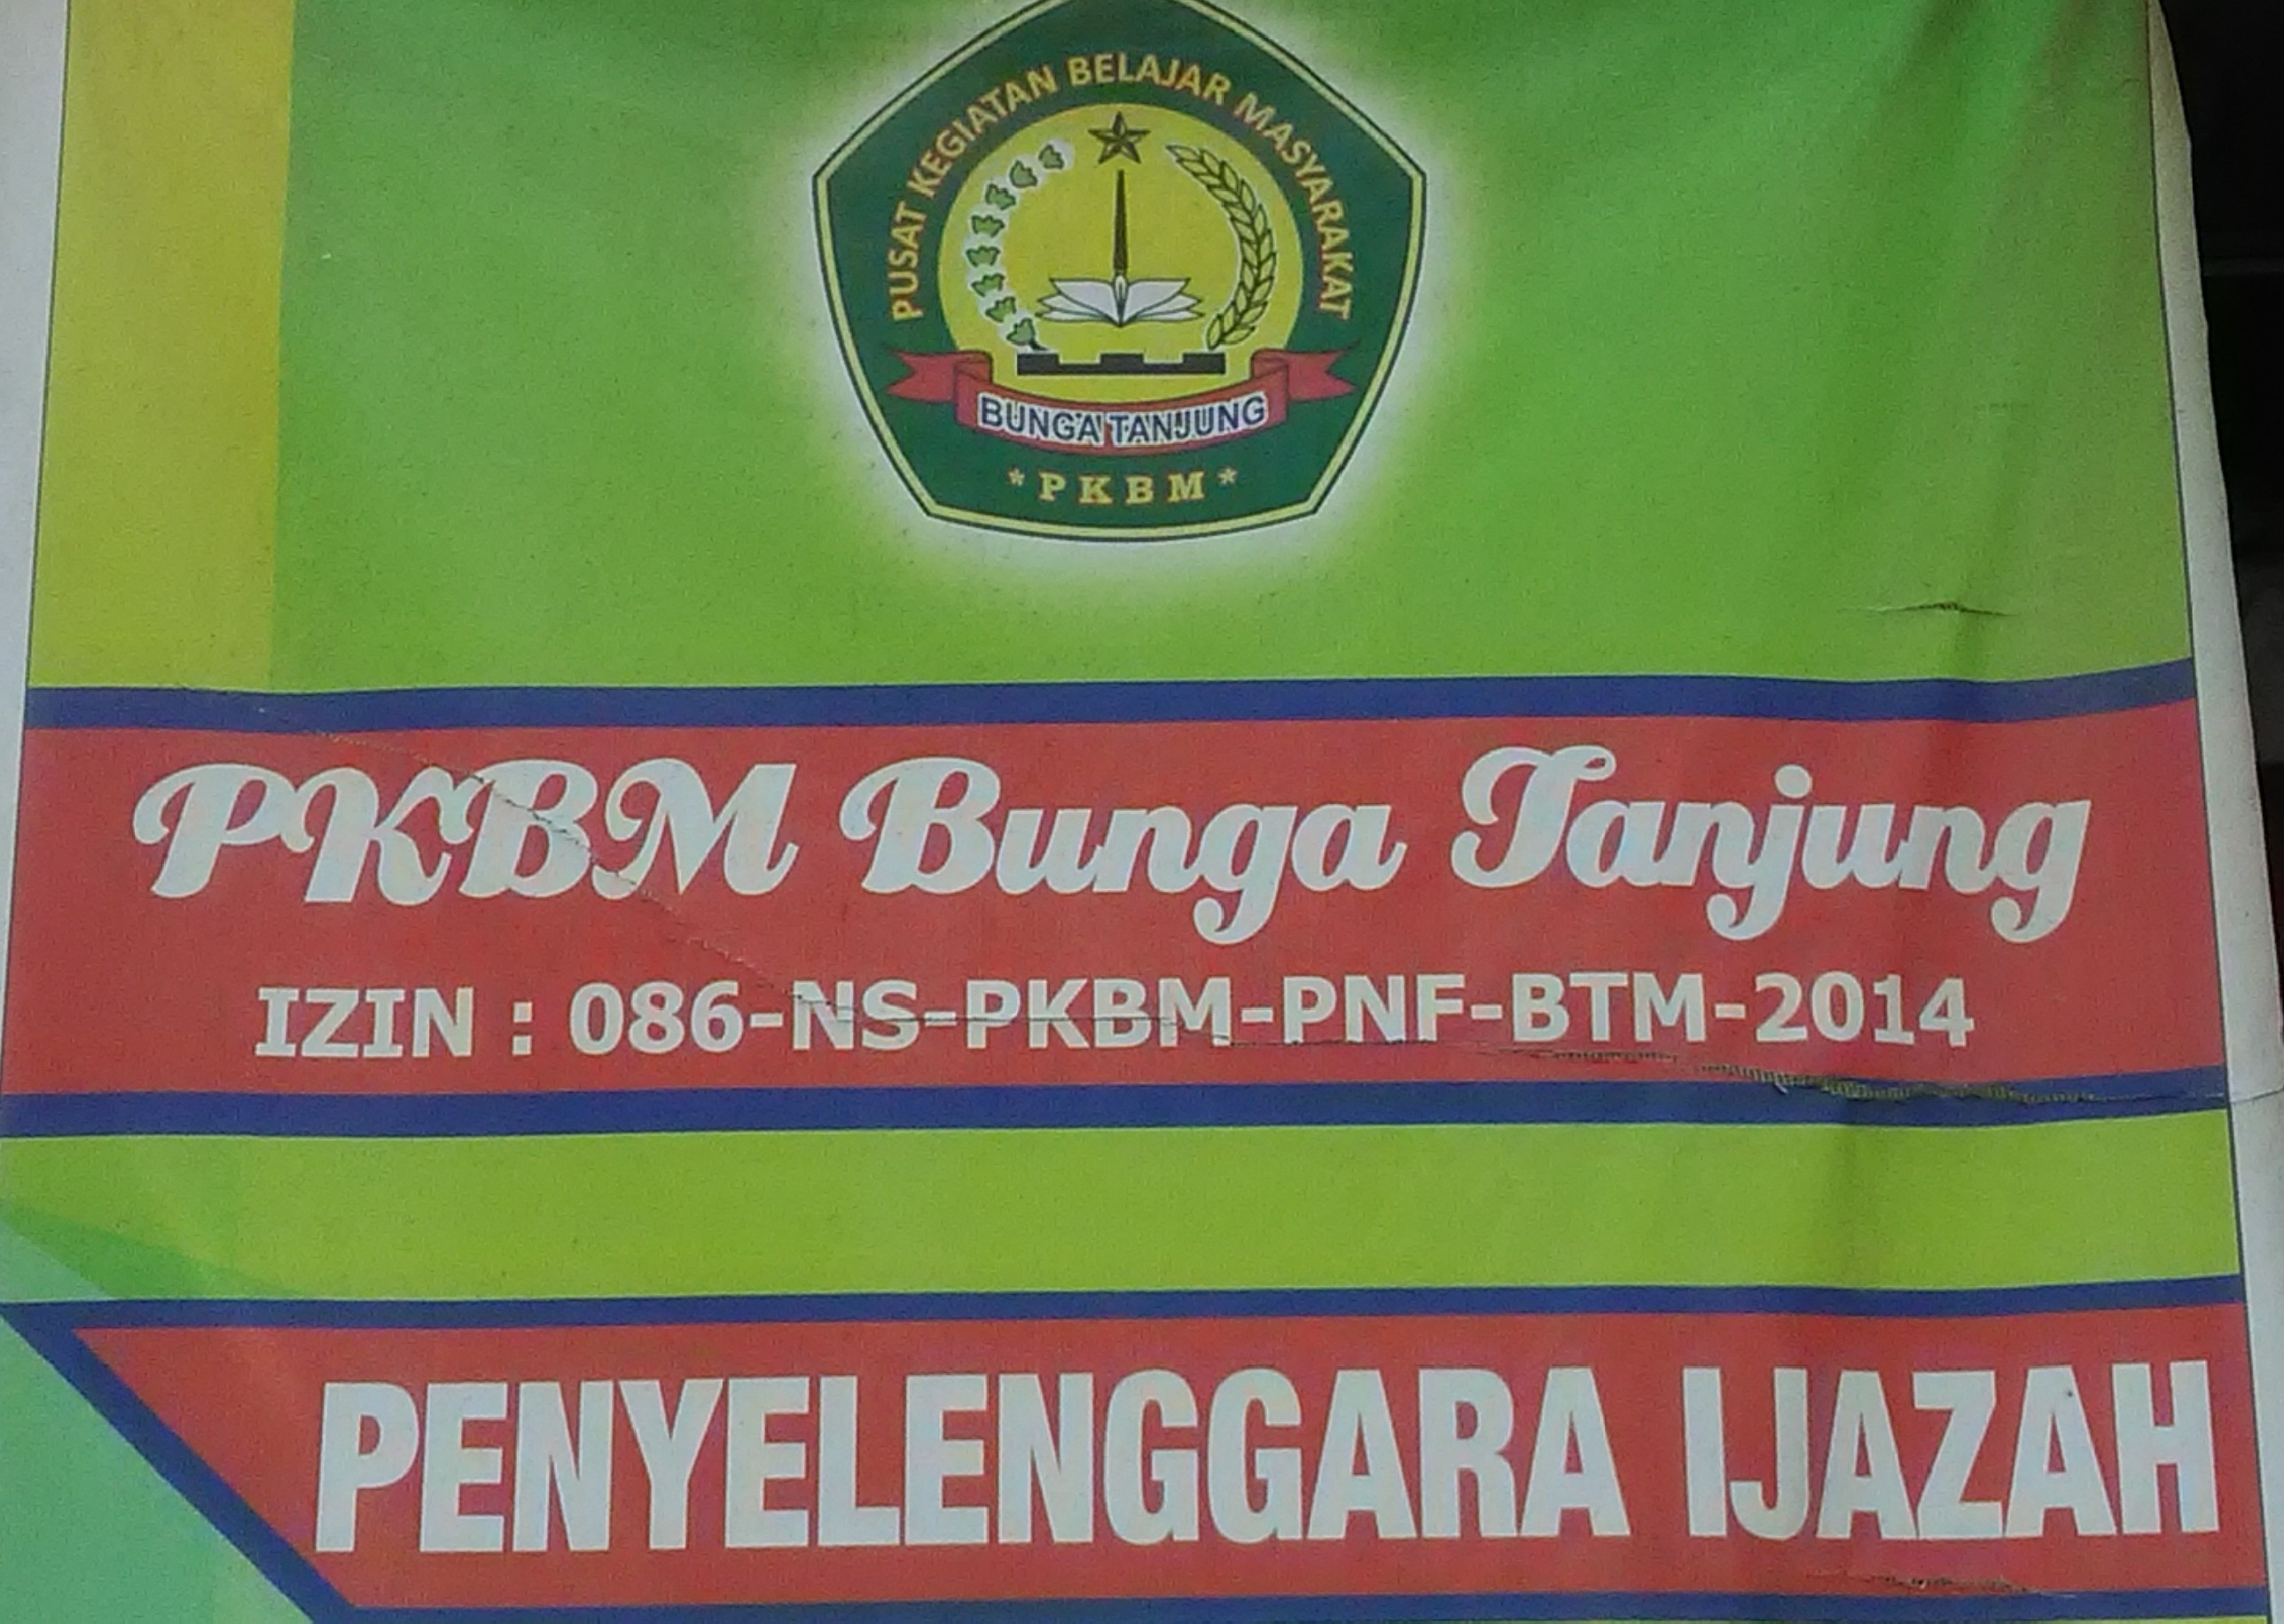 PUSAT KEGIATAN BELAJAR MASYARAKAT
BUNGA TANJUNG
* PKBM *
PKBM Bunga Tanjung
IZIN : 086-NS-PKBM-PNF-BTM-2014
PENYELENGGARA IJAZAH